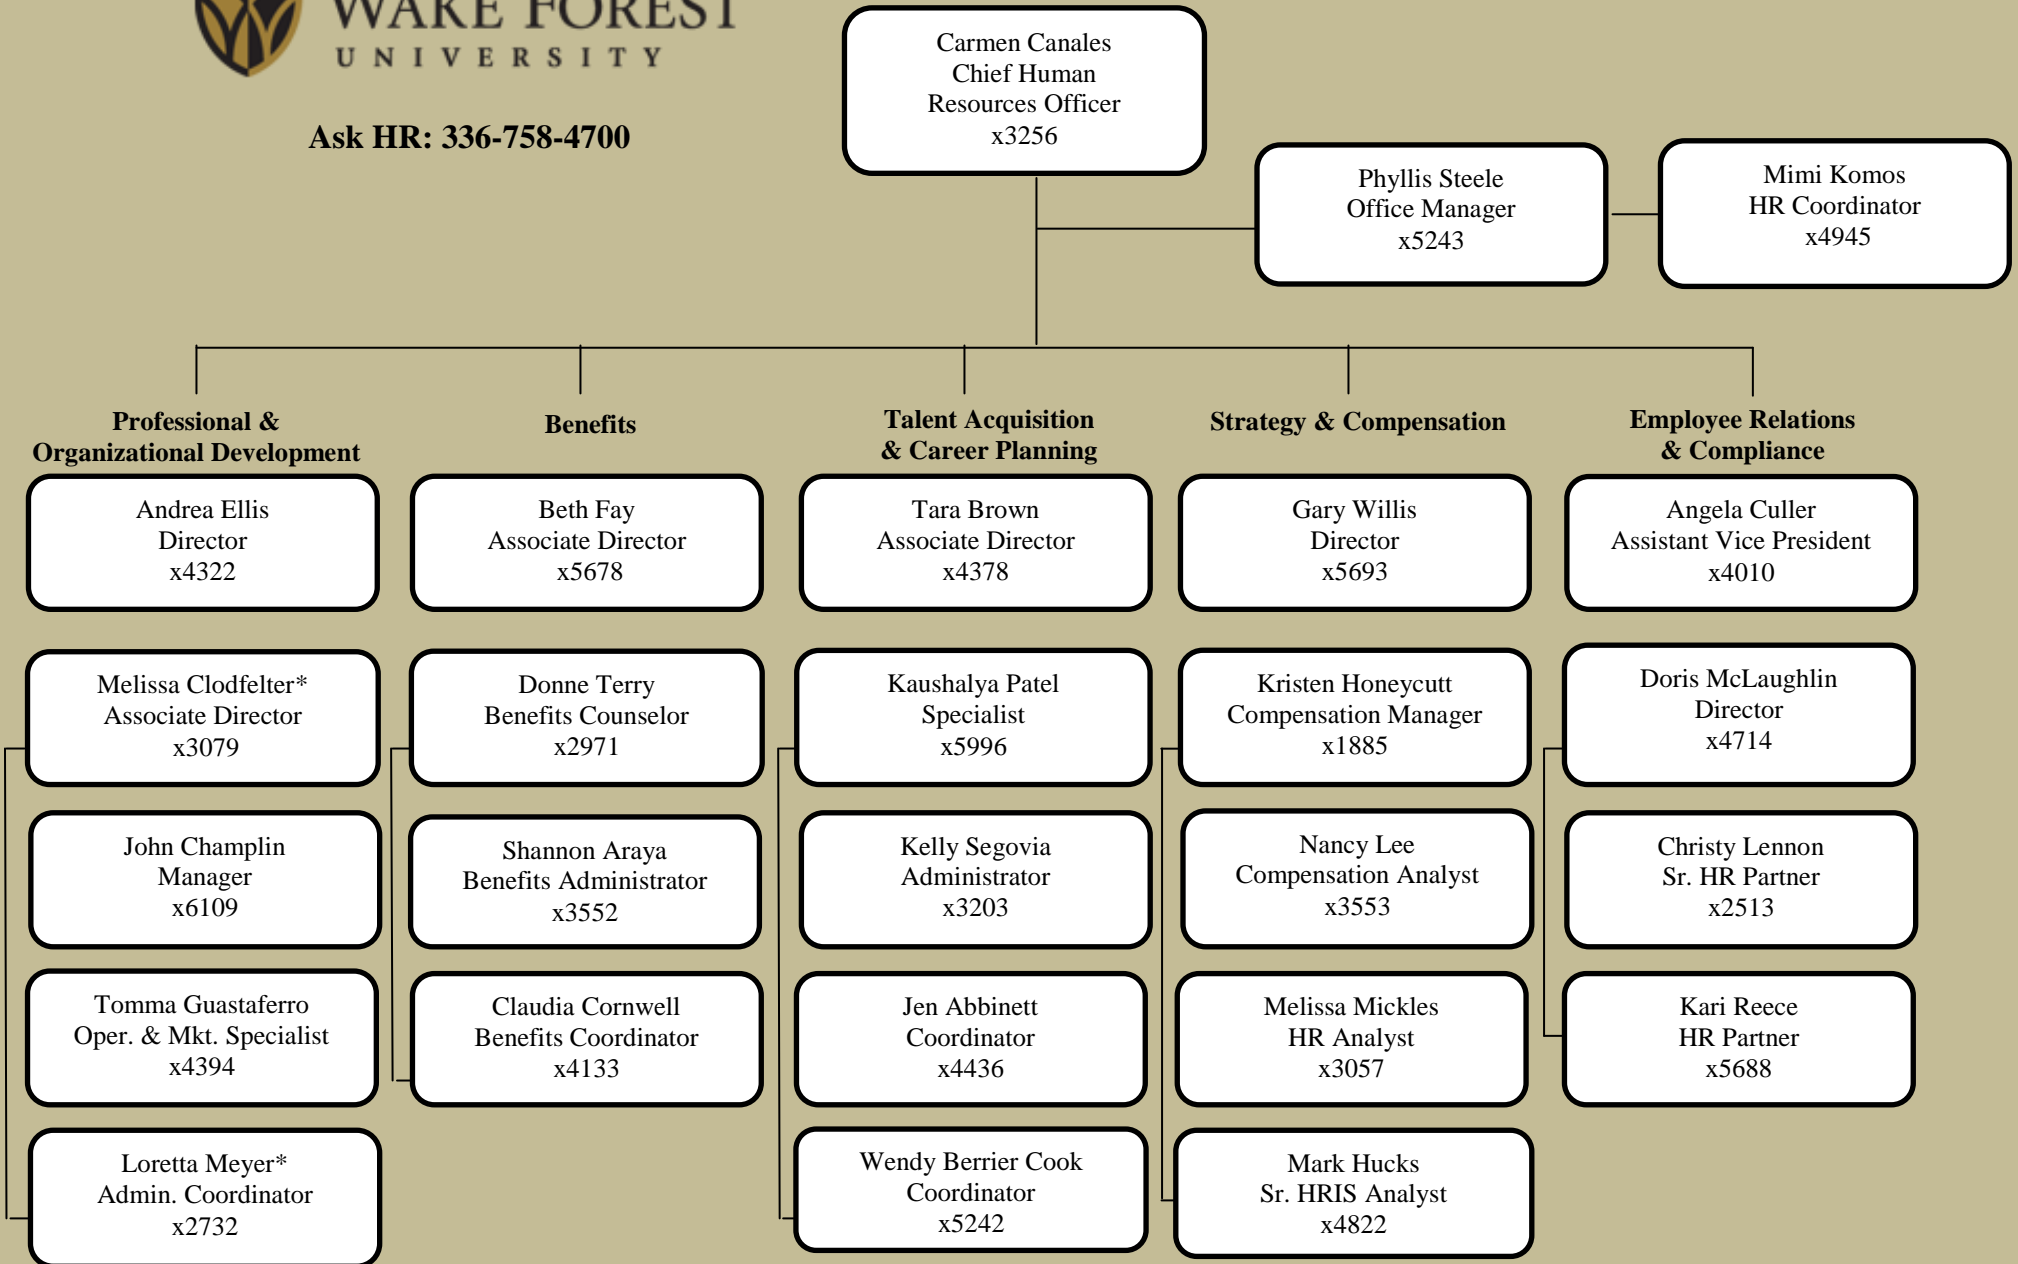 WAKE FOREST
UNIVERSITY
Ask HR: 336-758-4700
Carmen Canales
Chief Human
Resources Officer
x3256
Phyllis Steele
Office Manager
x5243
Mimi Komos
HR Coordinator
x4945
Professional &
Organizational Development
Andrea Ellis
Director
x4322
Melissa Clodfelter*
Associate Director
x3079
John Champlin
Manager
x6109
Tomma Guastaferro
Oper. & Mkt. Specialist
x4394
Loretta Meyer*
Admin. Coordinator
x2732
Benefits
Beth Fay
Associate Director
x5678
Donne Terry
Benefits Counselor
x2971
Shannon Araya
Benefits Administrator
x3552
Claudia Cornwell
Benefits Coordinator
x4133
Talent Acquisition
& Career Planning
Tara Brown
Associate Director
x4378
Kaushalya Patel
Specialist
x5996
Kelly Segovia
Administrator
x3203
Jen Abbinett
Coordinator
x4436
Wendy Berrier Cook
Coordinator
x5242
Strategy & Compensation
Gary Willis
Director
x5693
Kristen Honeycutt
Compensation Manager
x1885
Nancy Lee
Compensation Analyst
x3553
Melissa Mickles
HR Analyst
x3057
Mark Hucks
Sr. HRIS Analyst
x4822
Employee Relations
& Compliance
Angela Culler
Assistant Vice President
x4010
Doris McLaughlin
Director
x4714
Christy Lennon
Sr. HR Partner
x2513
Kari Reece
HR Partner
x5688